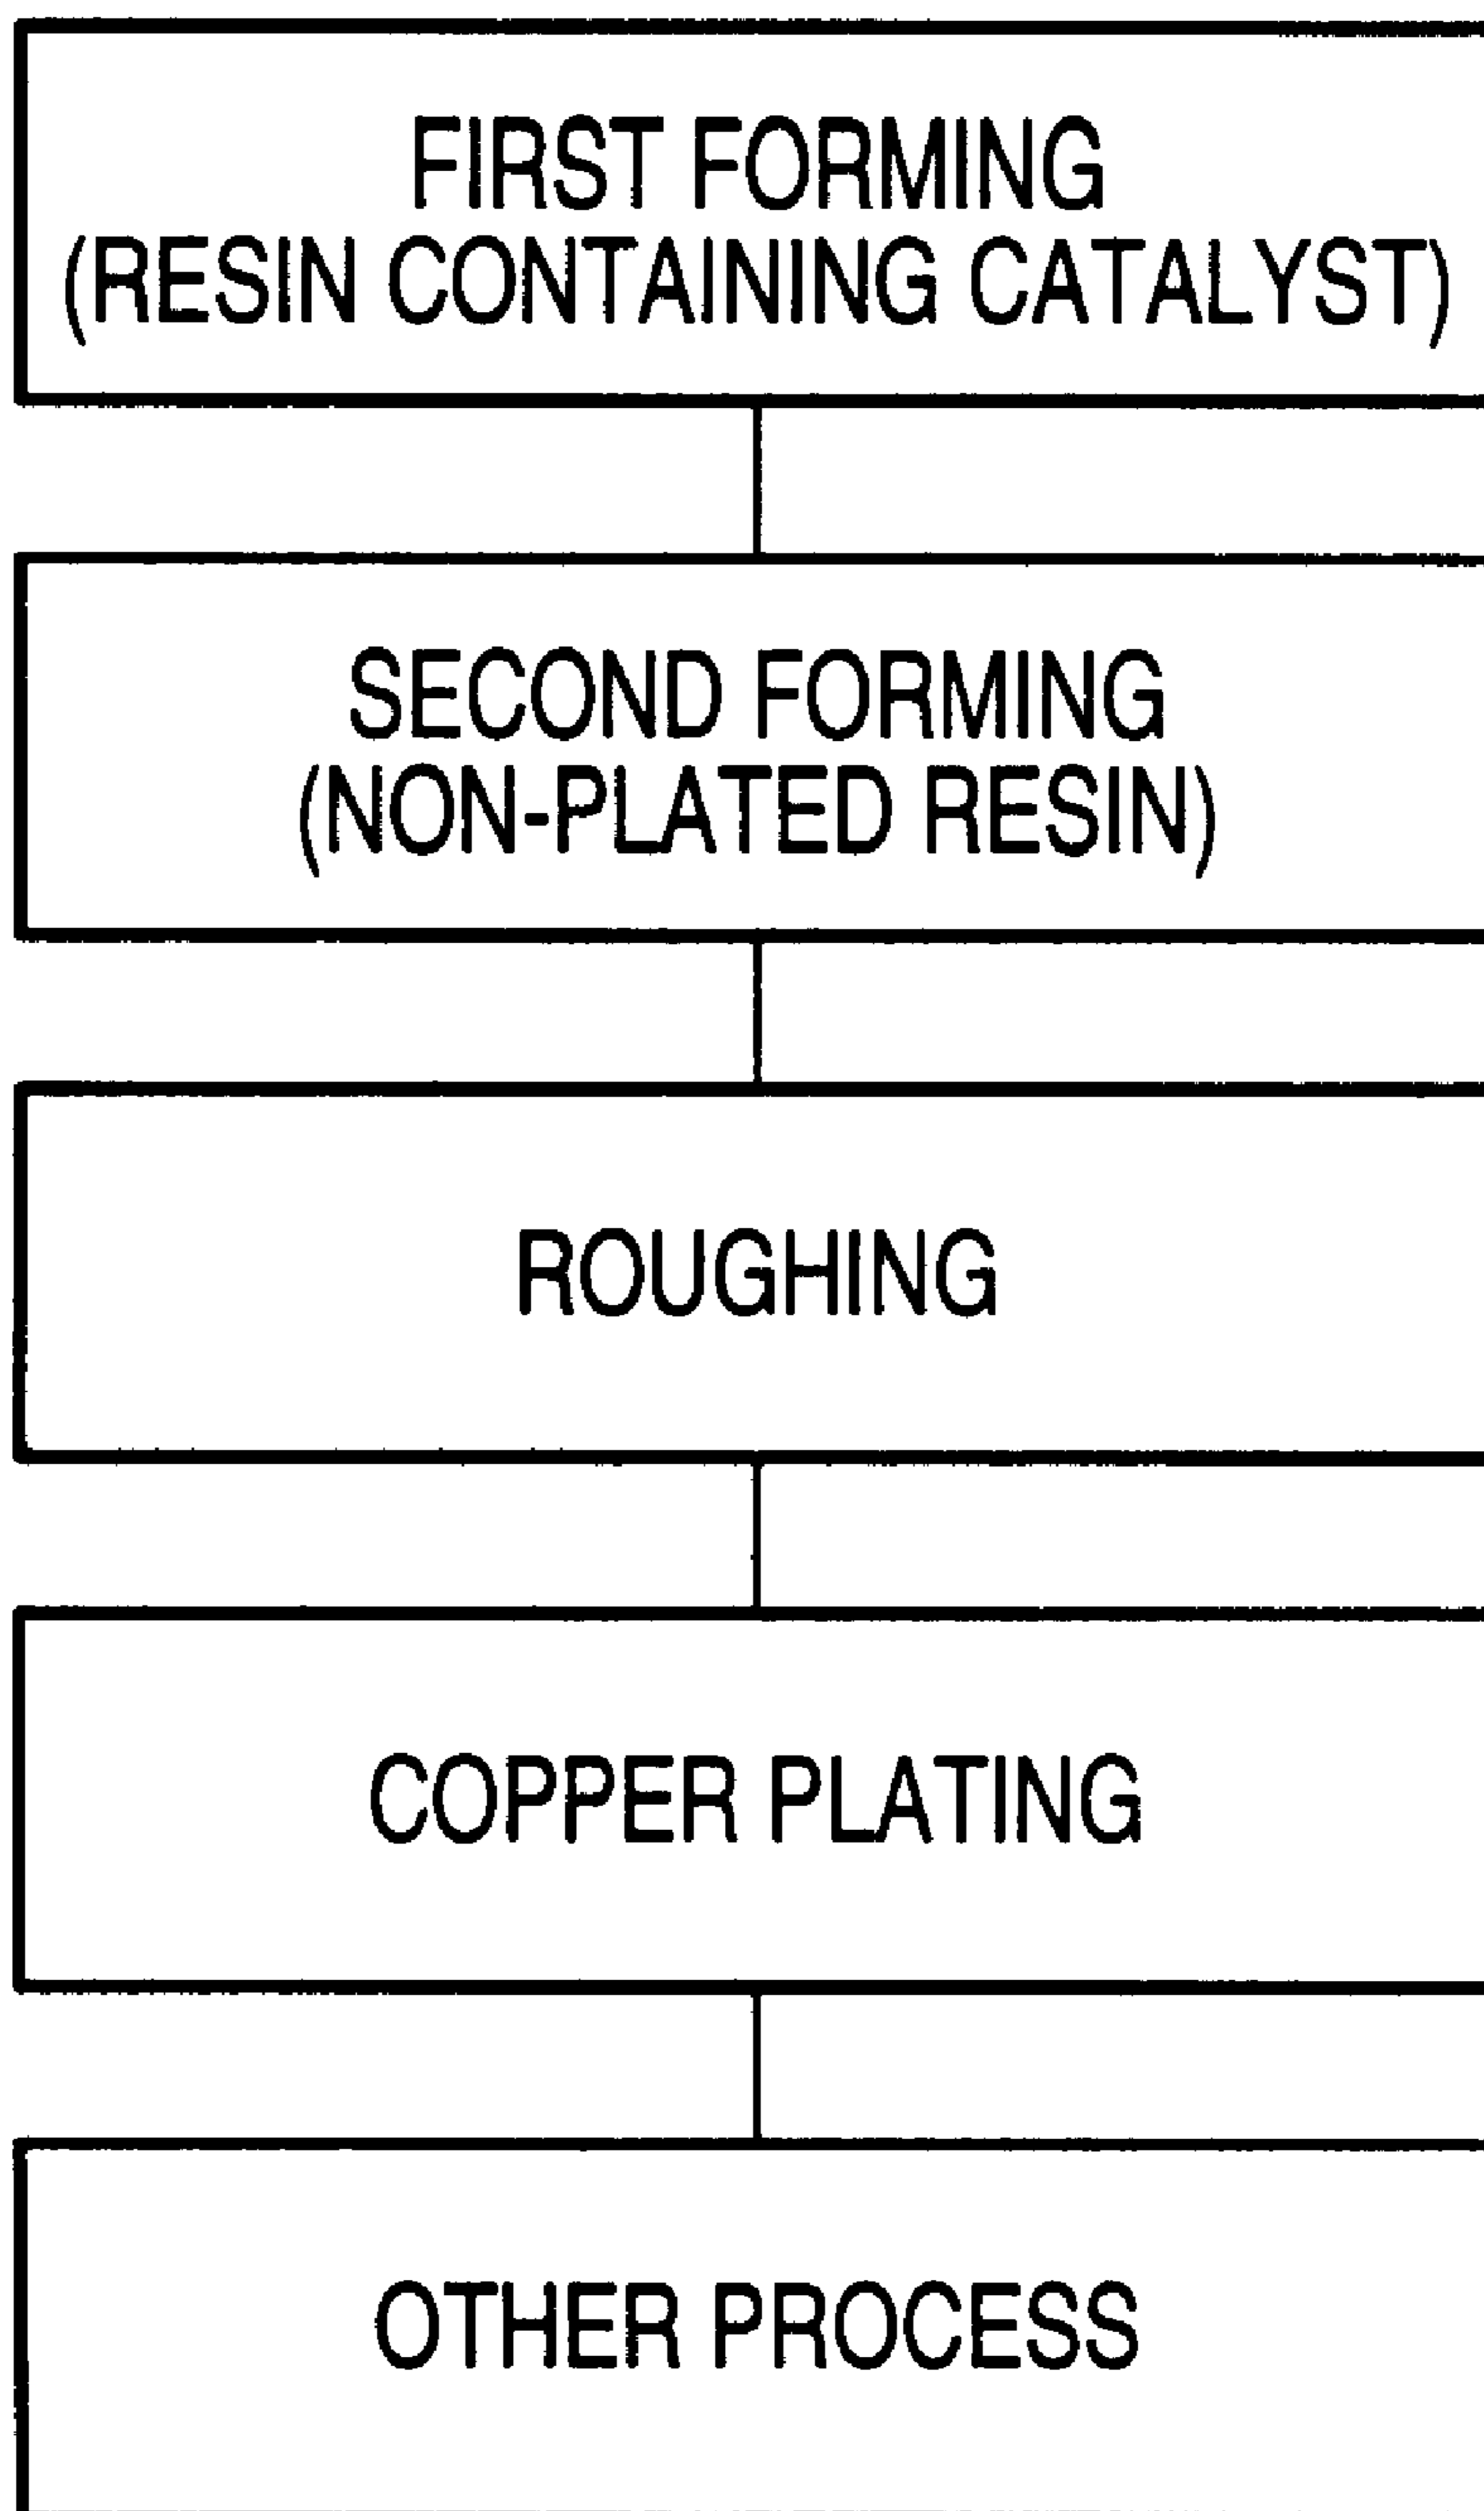 FIRST FORMING
(RESIN CONTAINING CATALYST)
SECOND FORMING
(NON-PLATED RESIN)
ROUGHING
COPPER PLATING
OTHER PROCESS